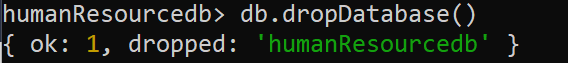 humanResourcedb> db.dropDatabase()
{ ok: 1, dropped: 'humanResourcedb' }